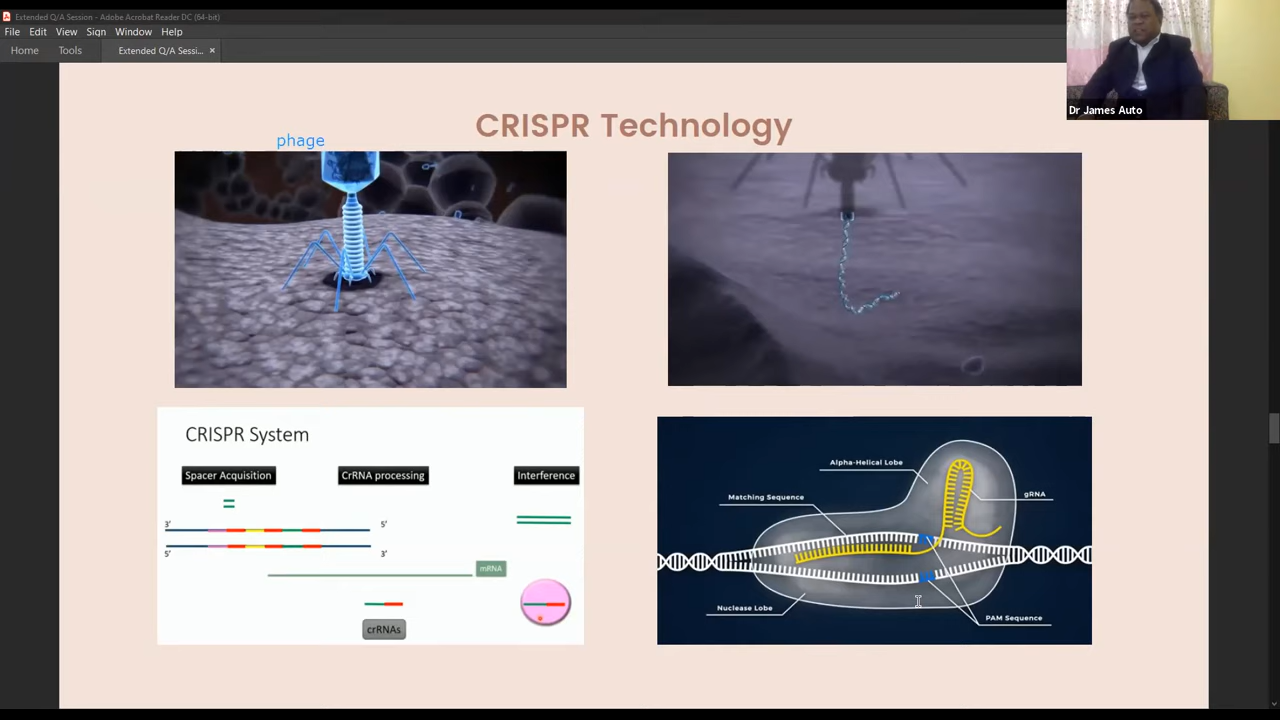 Extended Q/A Session - Adobe Acrobat Reader DC (64-bit)
File Edit View Sign Window Help
Home Tools Extended Q/A Sessi... ×
Dr James Auto
CRISPR Technology
phage
CRISPR System
Spacer Acquisition CrRNA processing Interference
3' 5'
5' 3'
mRNA
crRNAs
Alpha-Helical Lobe
gRNA
Matching Sequence
Nuclease Lobe
PAM Sequence